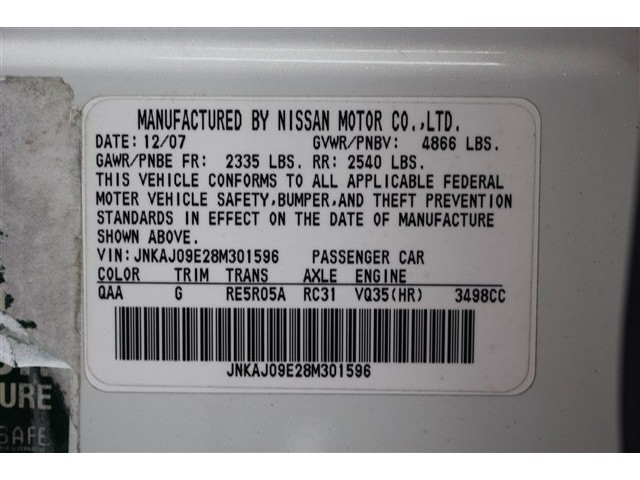 MANUFACTURED BY NISSAN MOTOR CO.,LTD.
DATE: 12/07 GVWR/PNBV: 4866 LBS.
GAWR/PNBE FR: 2335 LBS. RR: 2540 LBS.
THIS VEHICLE CONFORMS TO ALL APPLICABLE FEDERAL
MOTOR VEHICLE SAFETY,BUMPER,AND THEFT PREVENTION
STANDARDS IN EFFECT ON THE DATE OF MANUFACTURE
SHOWN ABOVE.
VIN: JNKAJ09E28M301596 PASSENGER CAR
COLOR TRIM TRANS AXLE ENGINE
QAA G RE5R05A RC31 VQ35(HR) 3498CC
JNKAJ09E28M301596
URE
SAFE